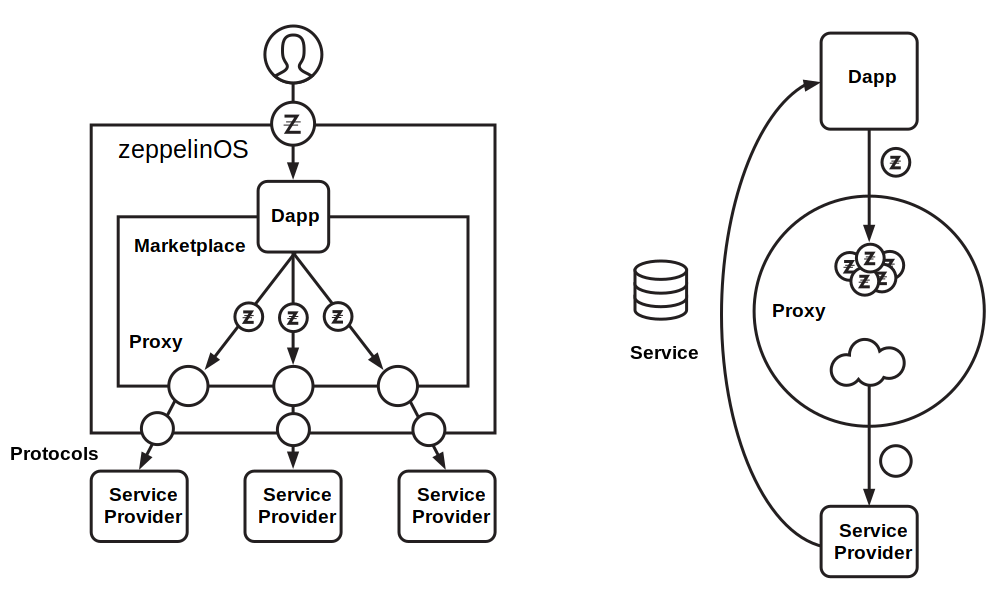 zeppelinOS
Dapp
Marketplace
Proxy
Protocols
Service
Provider
Service
Provider
Service
Provider
Dapp
Proxy
Service
Service
Provider